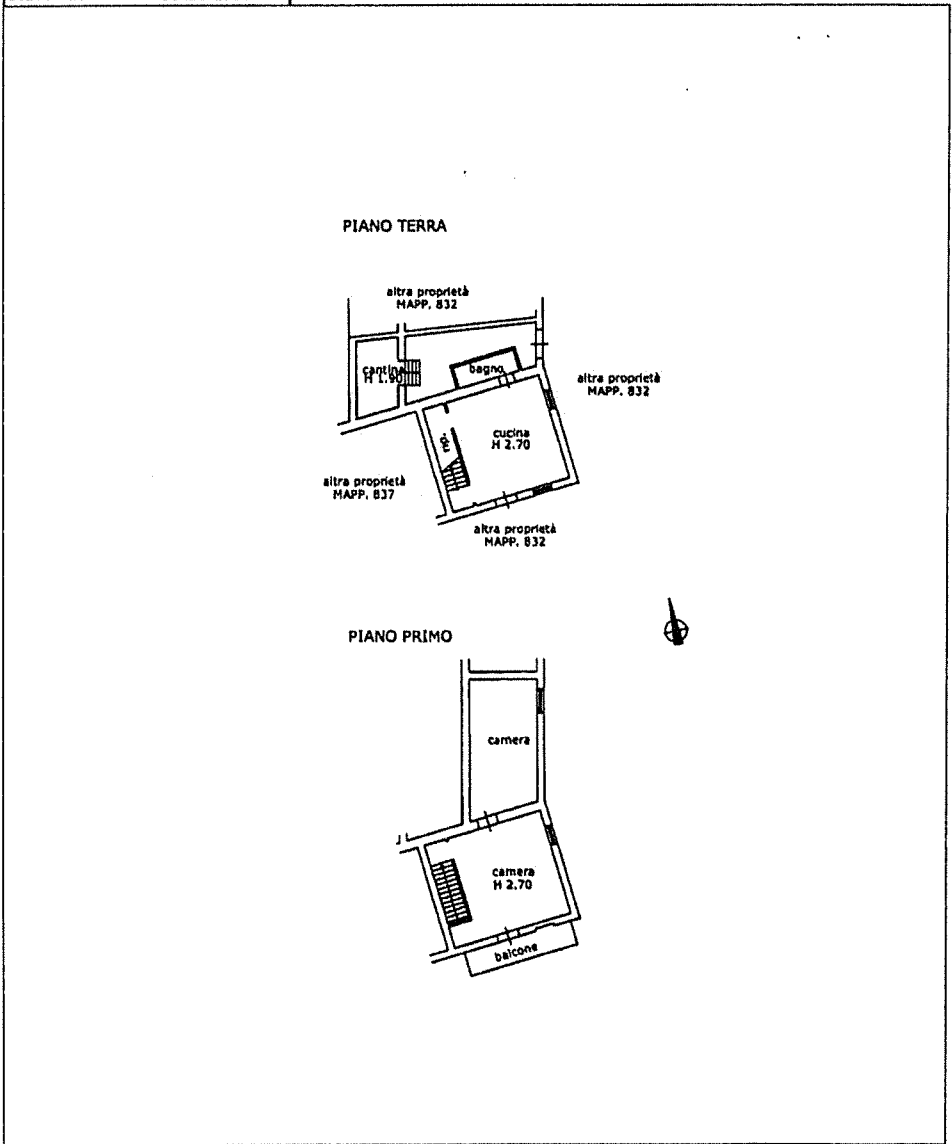 PIANO TERRA
altra proprietà
MAPP. 832
cantina
H 1.90
bagno
altra proprietà
MAPP. 832
cucina
H 2.70
rip.
altra proprietà
MAPP. 837
altra proprietà
MAPP. 832
PIANO PRIMO
camera
camera
H 2.70
balcone